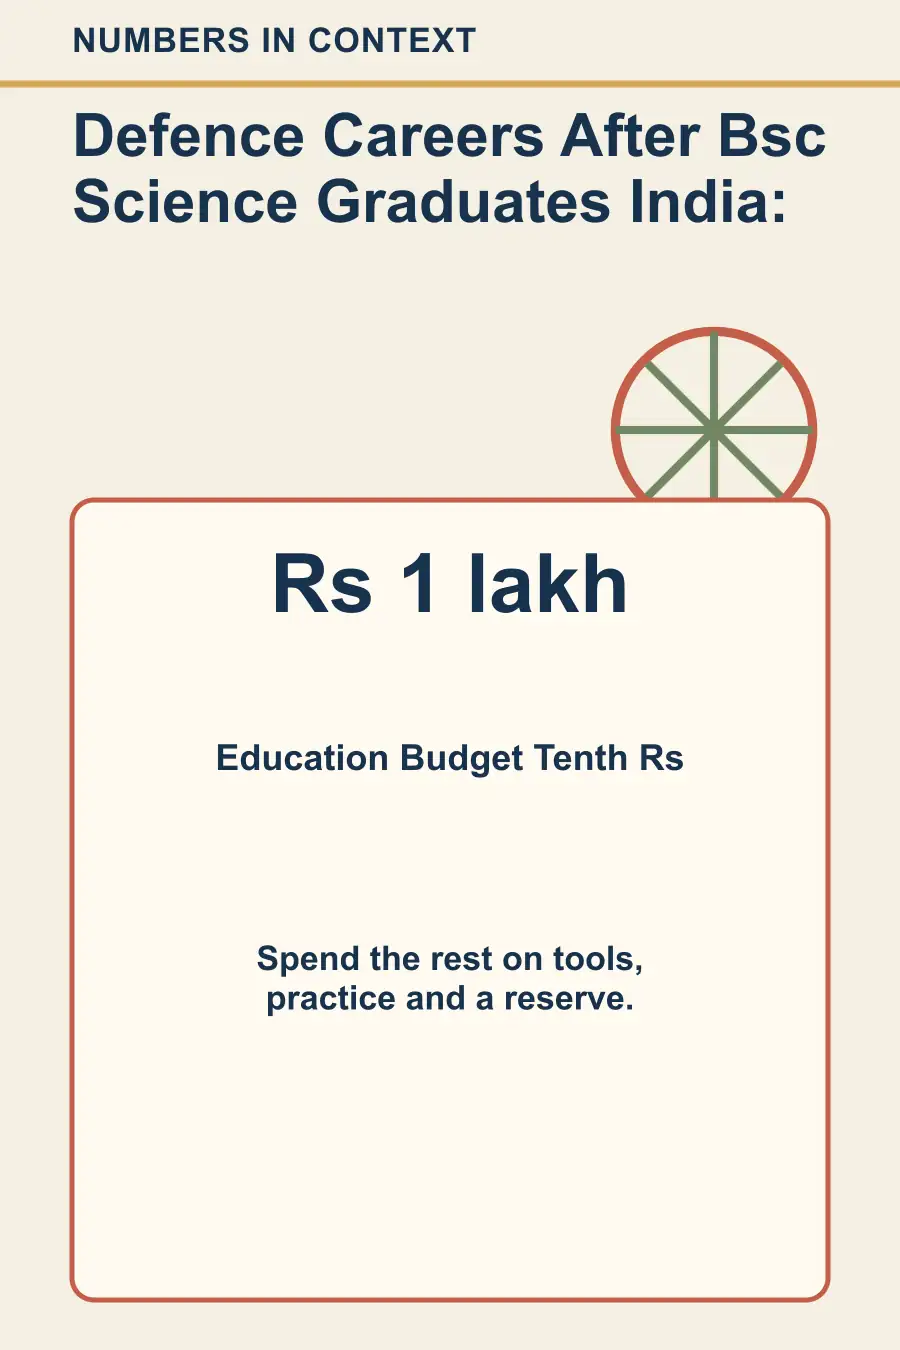 NUMBERS IN CONTEXT
Defence Careers After Bsc
Science Graduates India:
Rs 1 lakh
Education Budget Tenth Rs
Spend the rest on tools,
practice and a reserve.